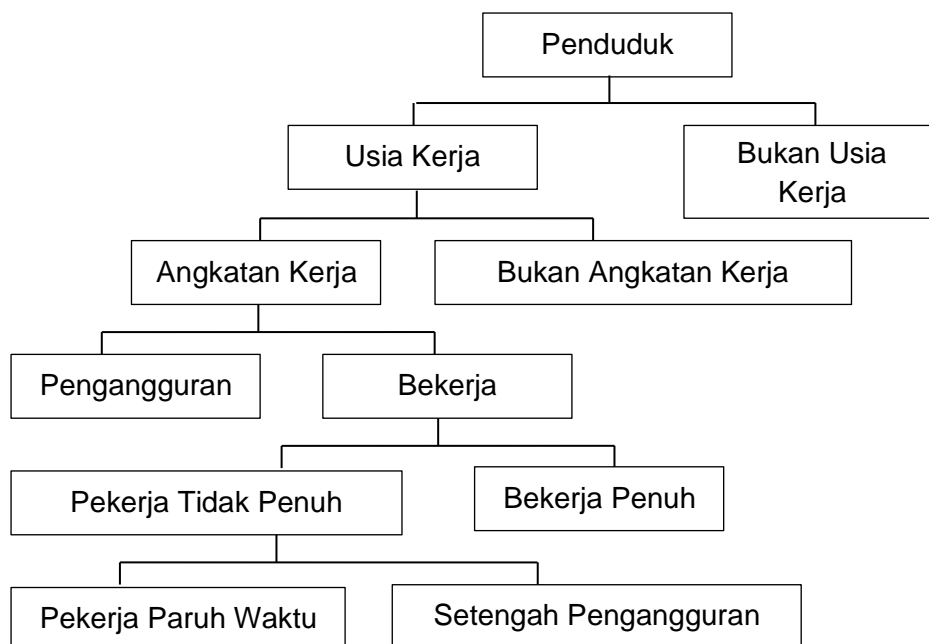 Penduduk
Usia Kerja
Bukan Usia
Kerja
Angkatan Kerja
Bukan Angkatan Kerja
Pengangguran
Bekerja
Pekerja Tidak Penuh
Bekerja Penuh
Pekerja Paruh Waktu
Setengah Pengangguran